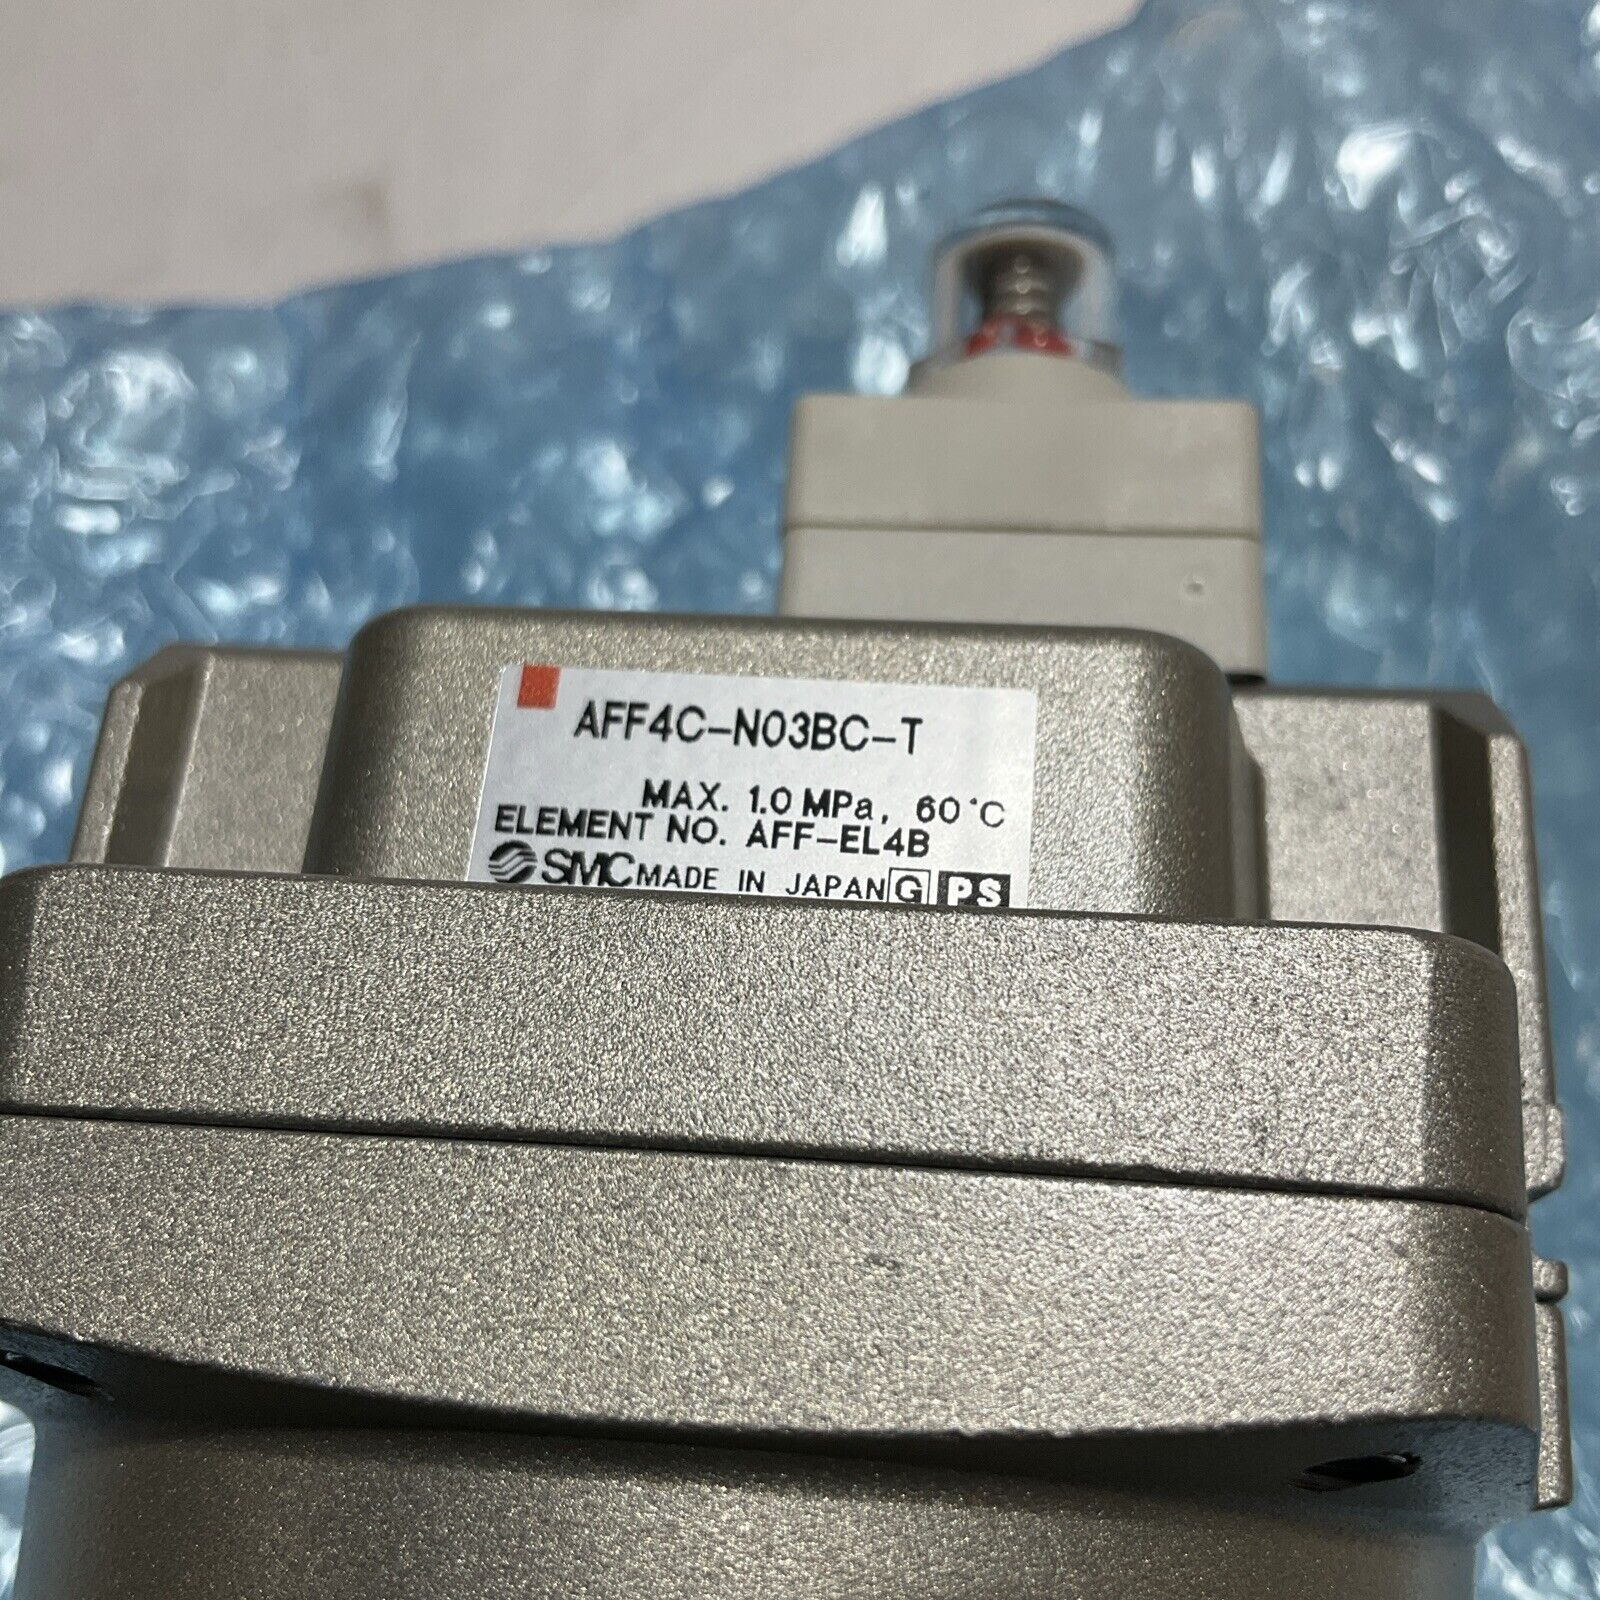 AFF4C-N03BC-T
MAX. 1.0 MPa, 60°C
ELEMENT NO. AFF-EL4B
SMC MADE IN JAPAN G PS